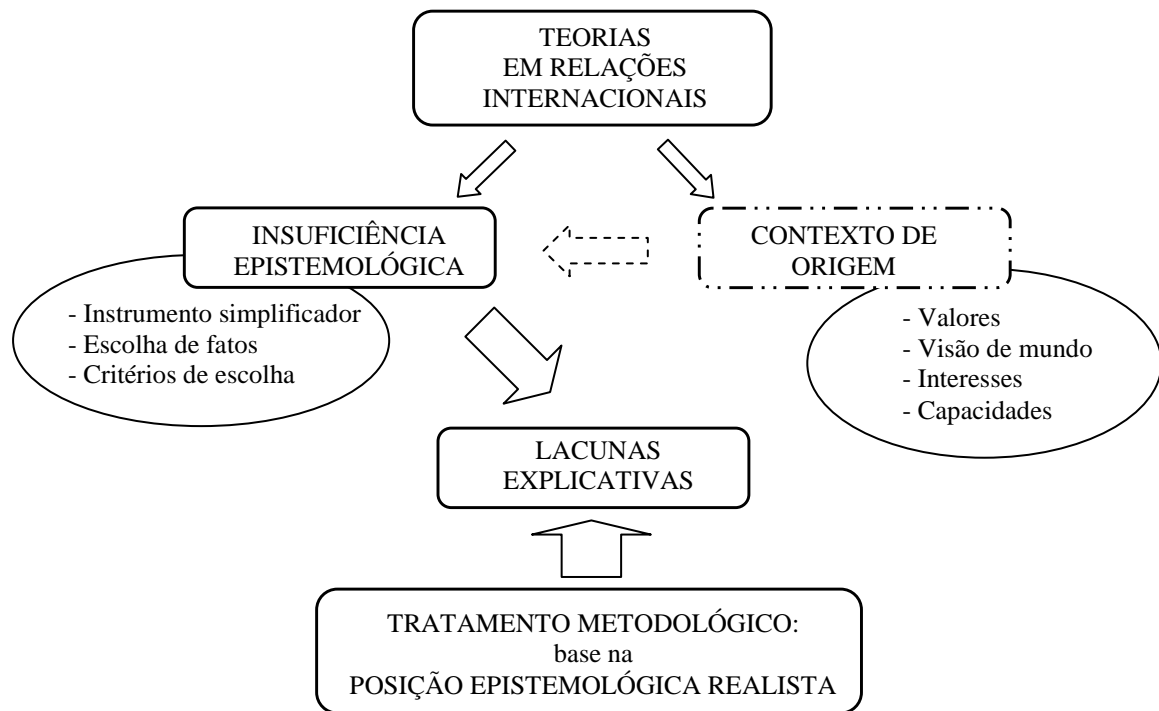 TEORIAS
EM RELAÇÕES
INTERNACIONAIS
INSUFICIÊNCIA
EPISTEMOLÓGICA
- Instrumento simplificador
- Escolha de fatos
- Critérios de escolha
CONTEXTO DE
ORIGEM
- Valores
- Visão de mundo
- Interesses
- Capacidades
LACUNAS
EXPLICATIVAS
TRATAMENTO METODOLÓGICO:
base na
POSIÇÃO EPISTEMOLÓGICA REALISTA